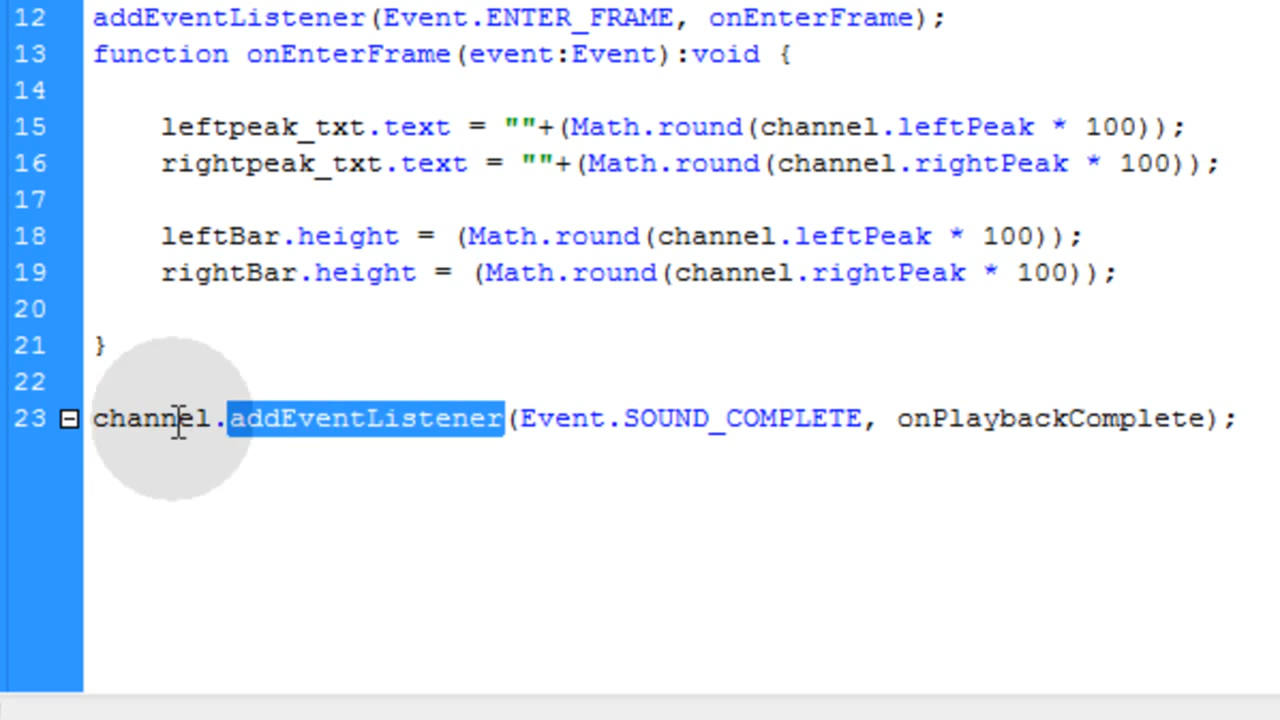 12 addEventListener(Event.ENTER_FRAME, onEnterFrame);
13 function onEnterFrame(event:Event):void {
14
15 leftpeak_txt.text = ""+(Math.round(channel.leftPeak * 100));
16 rightpeak_txt.text = ""+(Math.round(channel.rightPeak * 100));
17
18 leftBar.height = (Math.round(channel.leftPeak * 100));
19 rightBar.height = (Math.round(channel.rightPeak * 100));
20
21 }
22
23 channel.addEventListener(Event.SOUND_COMPLETE, onPlaybackComplete);